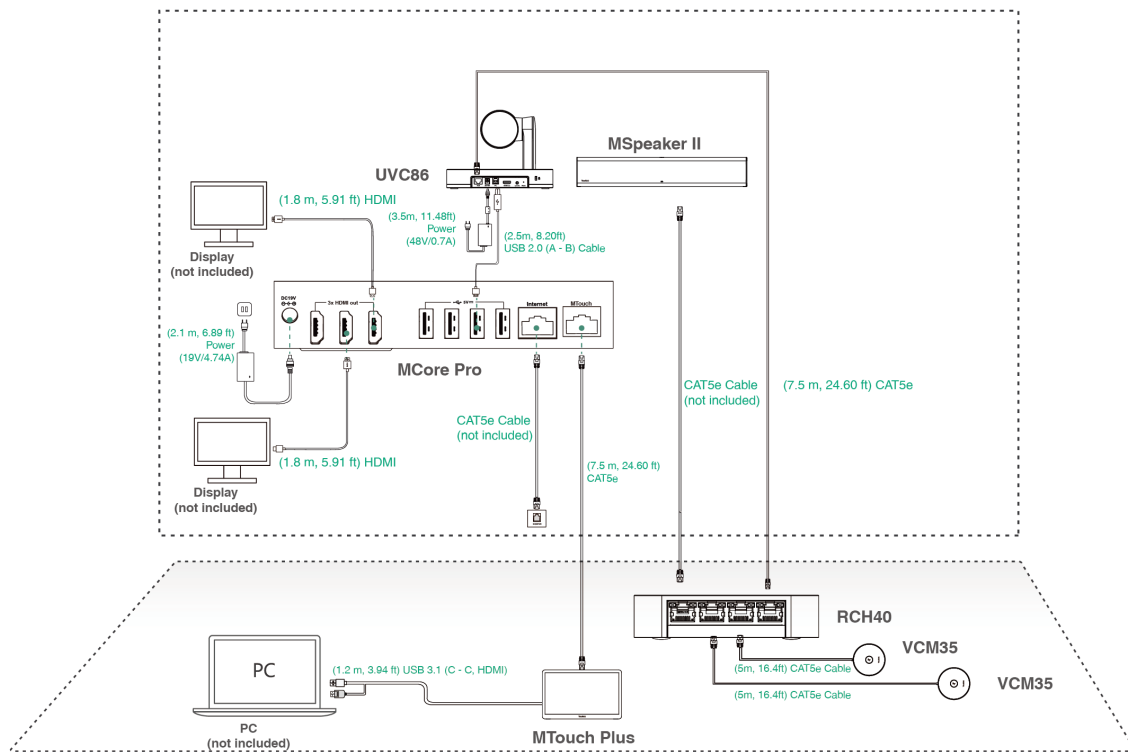 MSpeaker II
UVC86
(1.8 m, 5.91 ft) HDMI
(3.5m, 11.48ft)
Power
(48V/0.7A)
(2.5m, 8.20ft)
USB 2.0 (A - B) Cable
Display
(not included)
DC19V
3x HDMI out
Internet
MTouch
(2.1 m, 6.89 ft)
Power
(19V/4.74A)
MCore Pro
CAT5e Cable
(not included)
(7.5 m, 24.60 ft) CAT5e
CAT5e Cable
(not included)
(1.8 m, 5.91 ft) HDMI
(7.5 m, 24.60 ft)
CAT5e
Display
(not included)
RCH40
PC
(1.2 m, 3.94 ft) USB 3.1 (C - C, HDMI)
(5m, 16.4ft) CAT5e Cable
VCM35
(5m, 16.4ft) CAT5e Cable
VCM35
PC
(not included)
MTouch Plus